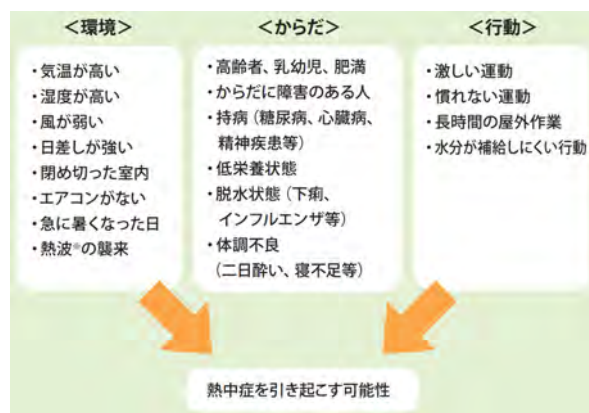 <環境>
・気温が高い
・湿度が高い
・風が弱い
・日差しが強い
・閉め切った室内
・エアコンがない
・急に暑くなった日
・熱波※の襲来
<からだ>
・高齢者、乳幼児、肥満
・からだに障害のある人
・持病(糖尿病、心臓病、
精神疾患等)
・低栄養状態
・脱水状態(下痢、
インフルエンザ等)
・体調不良
(二日酔い、寝不足等)
<行動>
・激しい運動
・慣れない運動
・長時間の屋外作業
・水分が補給しにくい行動
熱中症を引き起こす可能性